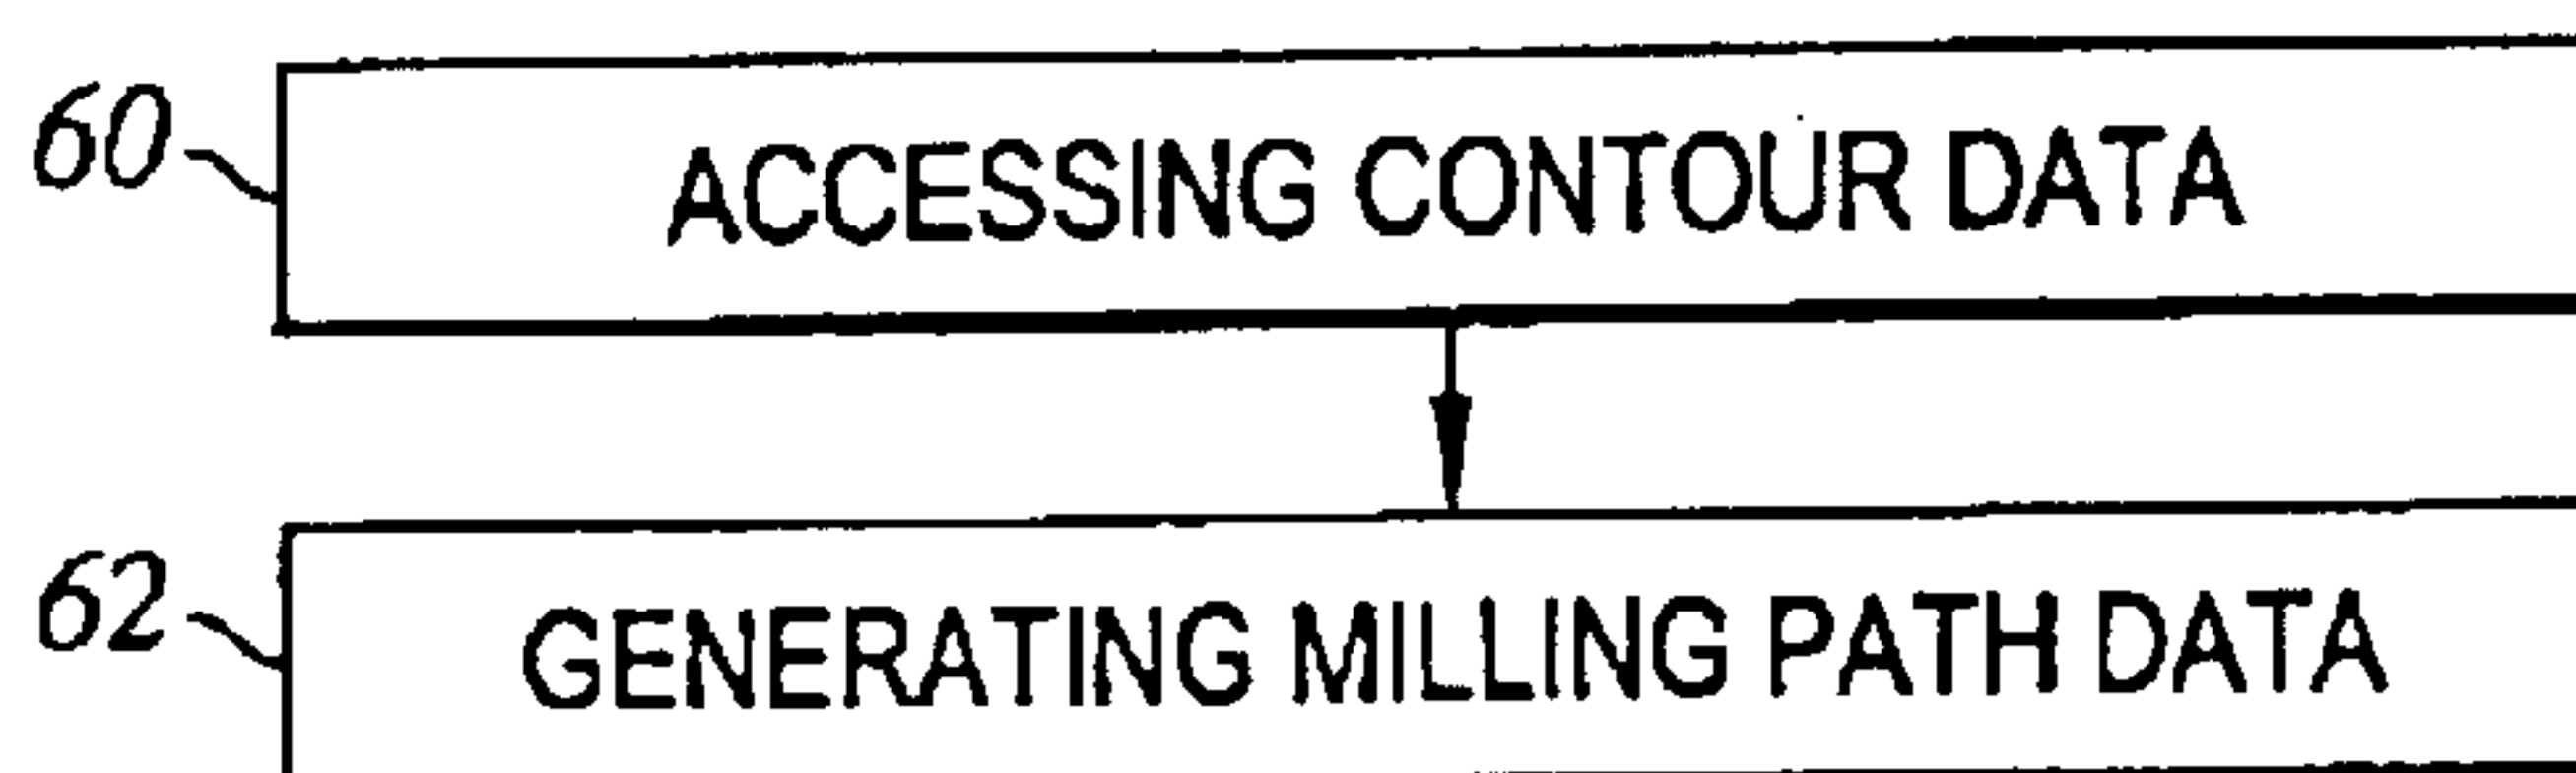 60 ACCESSING CONTOUR DATA
62 GENERATING MILLING PATH DATA